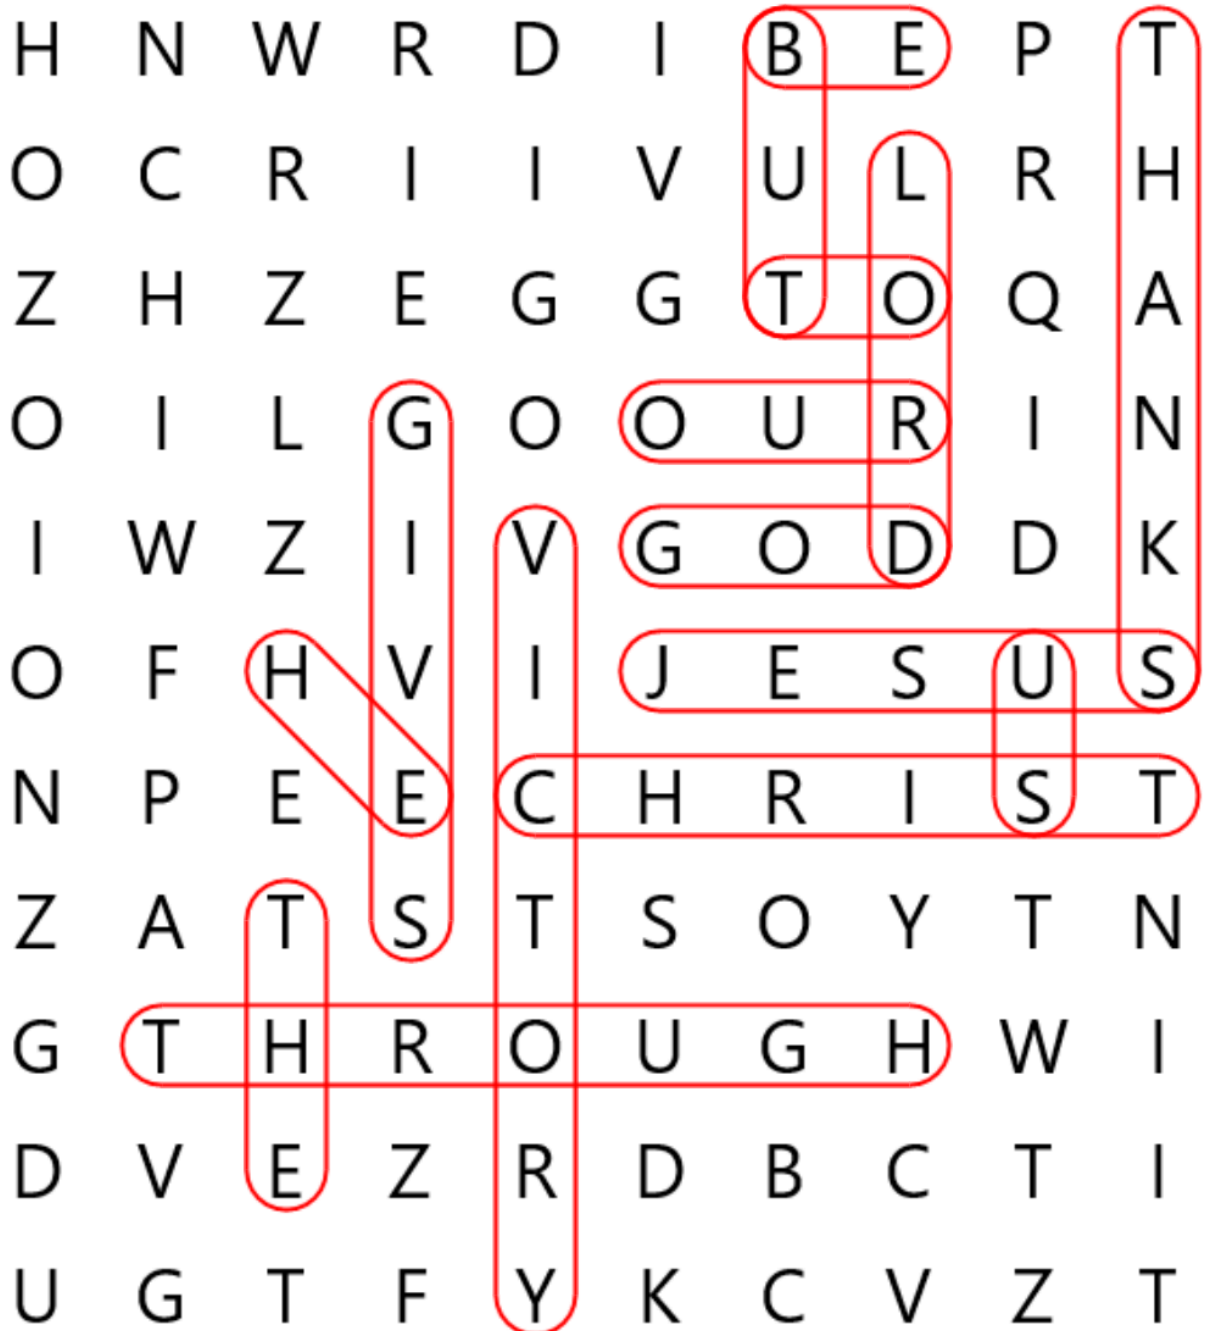 H N W R D I B E P T
O C R I I V U L R H
Z H Z E G G T O Q A
O I L G O O U R I N
I W Z I V G O D D K
O F H V I J E S U S
N P E E C H R I S T
Z A T S T S O Y T N
G T H R O U G H W I
D V E Z R D B C T I
U G T F Y K C V Z T